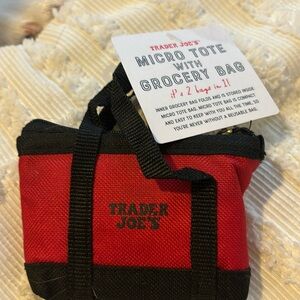 TRADER JOE'S
MICRO TOTE
WITH
GROCERY BAG
it's 2 bags in 1!
INNER GROCERY BAG FOLDS AND IS STORED INSIDE
MICRO TOTE BAG. MICRO TOTE BAG IS COMPACT
AND EASY TO KEEP WITH YOU ALL THE TIME, SO
YOU'RE NEVER WITHOUT A REUSABLE BAG.
TRADER
JOE'S